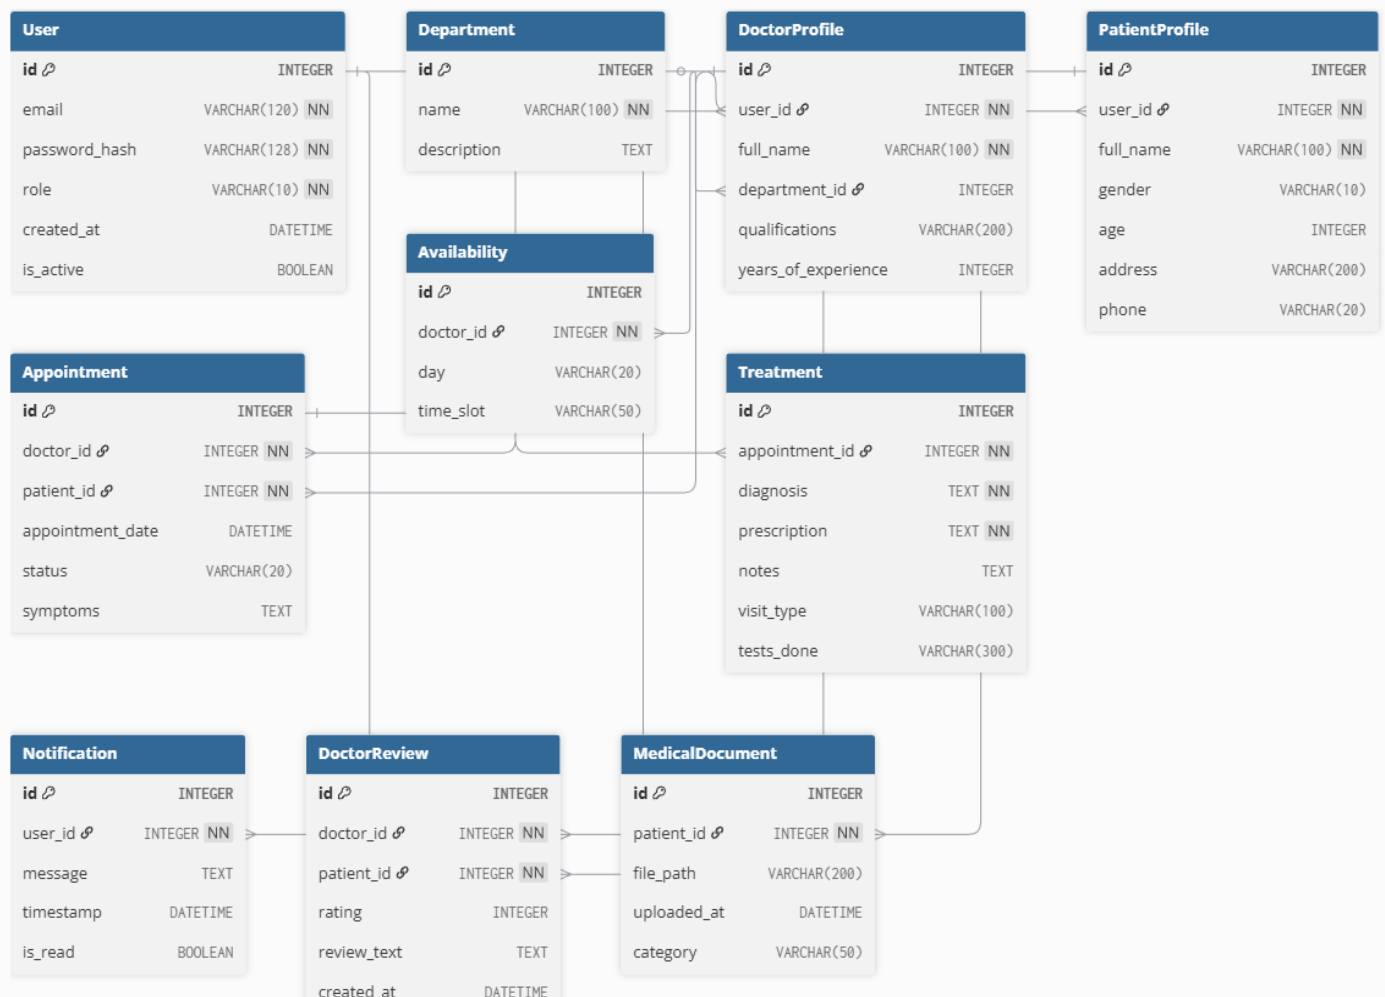 User
id INTEGER
email VARCHAR(120) NN
password_hash VARCHAR(128) NN
role VARCHAR(10) NN
created_at DATETIME
is_active BOOLEAN
Department
id INTEGER
name VARCHAR(100) NN
description TEXT
DoctorProfile
id INTEGER
user_id INTEGER NN
full_name VARCHAR(100) NN
department_id INTEGER
qualifications VARCHAR(200)
years_of_experience INTEGER
PatientProfile
id INTEGER
user_id INTEGER NN
full_name VARCHAR(100) NN
gender VARCHAR(10)
age INTEGER
address VARCHAR(200)
phone VARCHAR(20)
Availability
id INTEGER
doctor_id INTEGER NN
day VARCHAR(20)
time_slot VARCHAR(50)
Appointment
id INTEGER
doctor_id INTEGER NN
patient_id INTEGER NN
appointment_date DATETIME
status VARCHAR(20)
symptoms TEXT
Treatment
id INTEGER
appointment_id INTEGER NN
diagnosis TEXT NN
prescription TEXT NN
notes TEXT
visit_type VARCHAR(100)
tests_done VARCHAR(300)
Notification
id INTEGER
user_id INTEGER NN
message TEXT
timestamp DATETIME
is_read BOOLEAN
DoctorReview
id INTEGER
doctor_id INTEGER NN
patient_id INTEGER NN
rating INTEGER
review_text TEXT
created_at DATETIME
MedicalDocument
id INTEGER
patient_id INTEGER NN
file_path VARCHAR(200)
uploaded_at DATETIME
category VARCHAR(50)